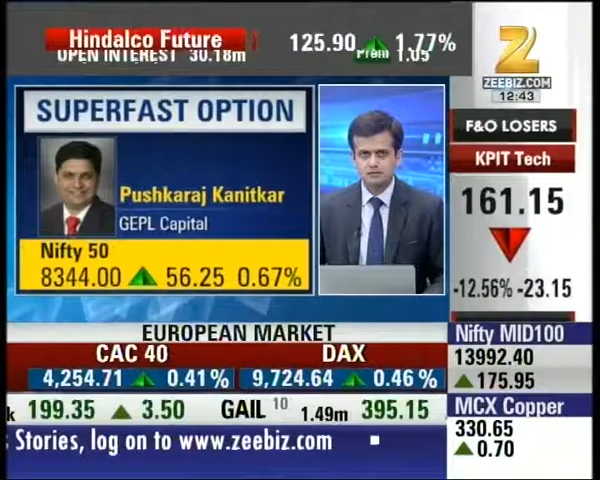 Hindalco Future
125.90 1.77%
OPEN INTEREST 30.18m
Prem 1.05
Z
ZEEBIZ.COM
12:43
SUPERFAST OPTION
Pushkaraj Kanitkar
GEPL Capital
Nifty 50
8344.00 56.25 0.67%
F&O LOSERS
KPIT Tech
161.15
-12.56% -23.15
EUROPEAN MARKET
CAC 40 DAX
4,254.71 0.41% 9,724.64 0.46%
k 199.35 3.50 GAIL 10 1.49m 395.15
Stories, log on to www.zeebiz.com
Nifty MID100
13992.40
175.95
MCX Copper
330.65
0.70